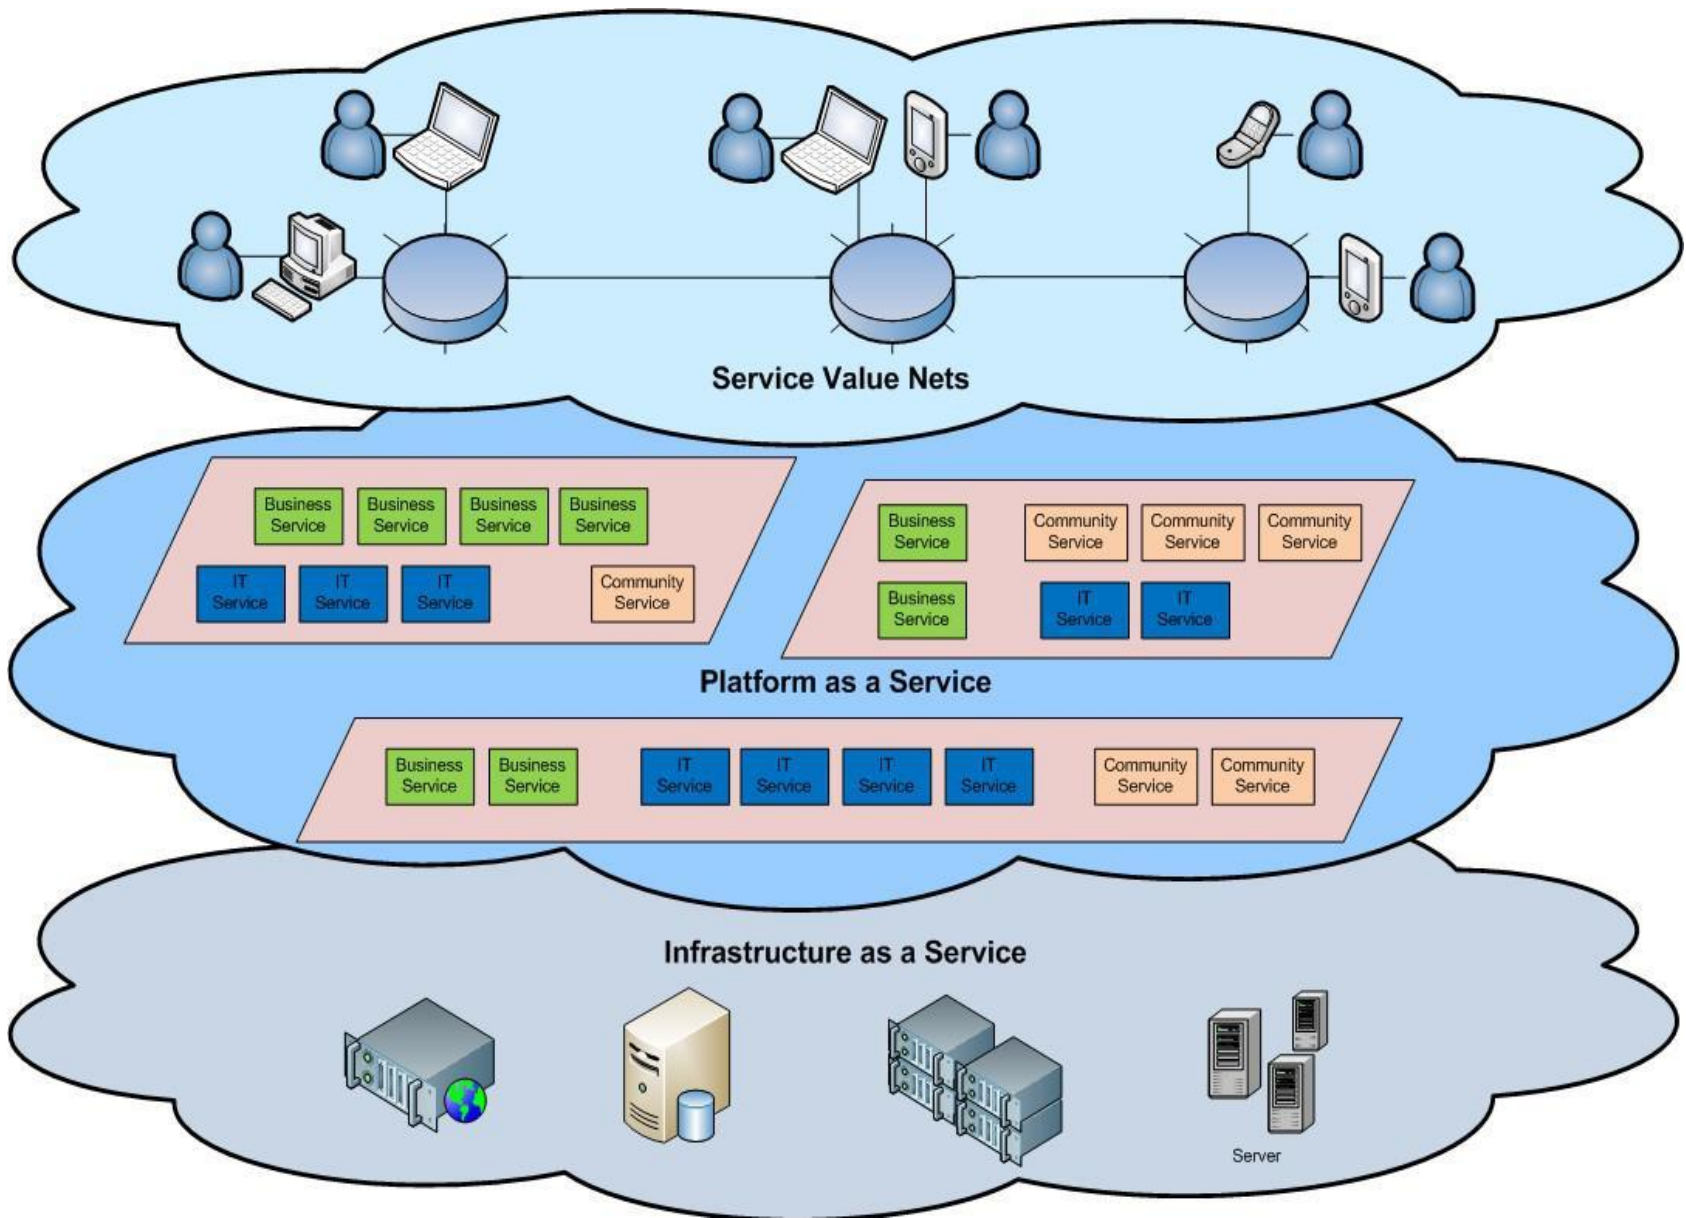 Service Value Nets
Business Business Business Business
Service Service Service Service
IT IT IT Community
Service Service Service Service
Business Community Community Community
Service Service Service Service
Business IT IT
Service Service Service
Platform as a Service
Business Business IT IT IT IT Community Community
Service Service Service Service Service Service Service Service
Infrastructure as a Service
Server